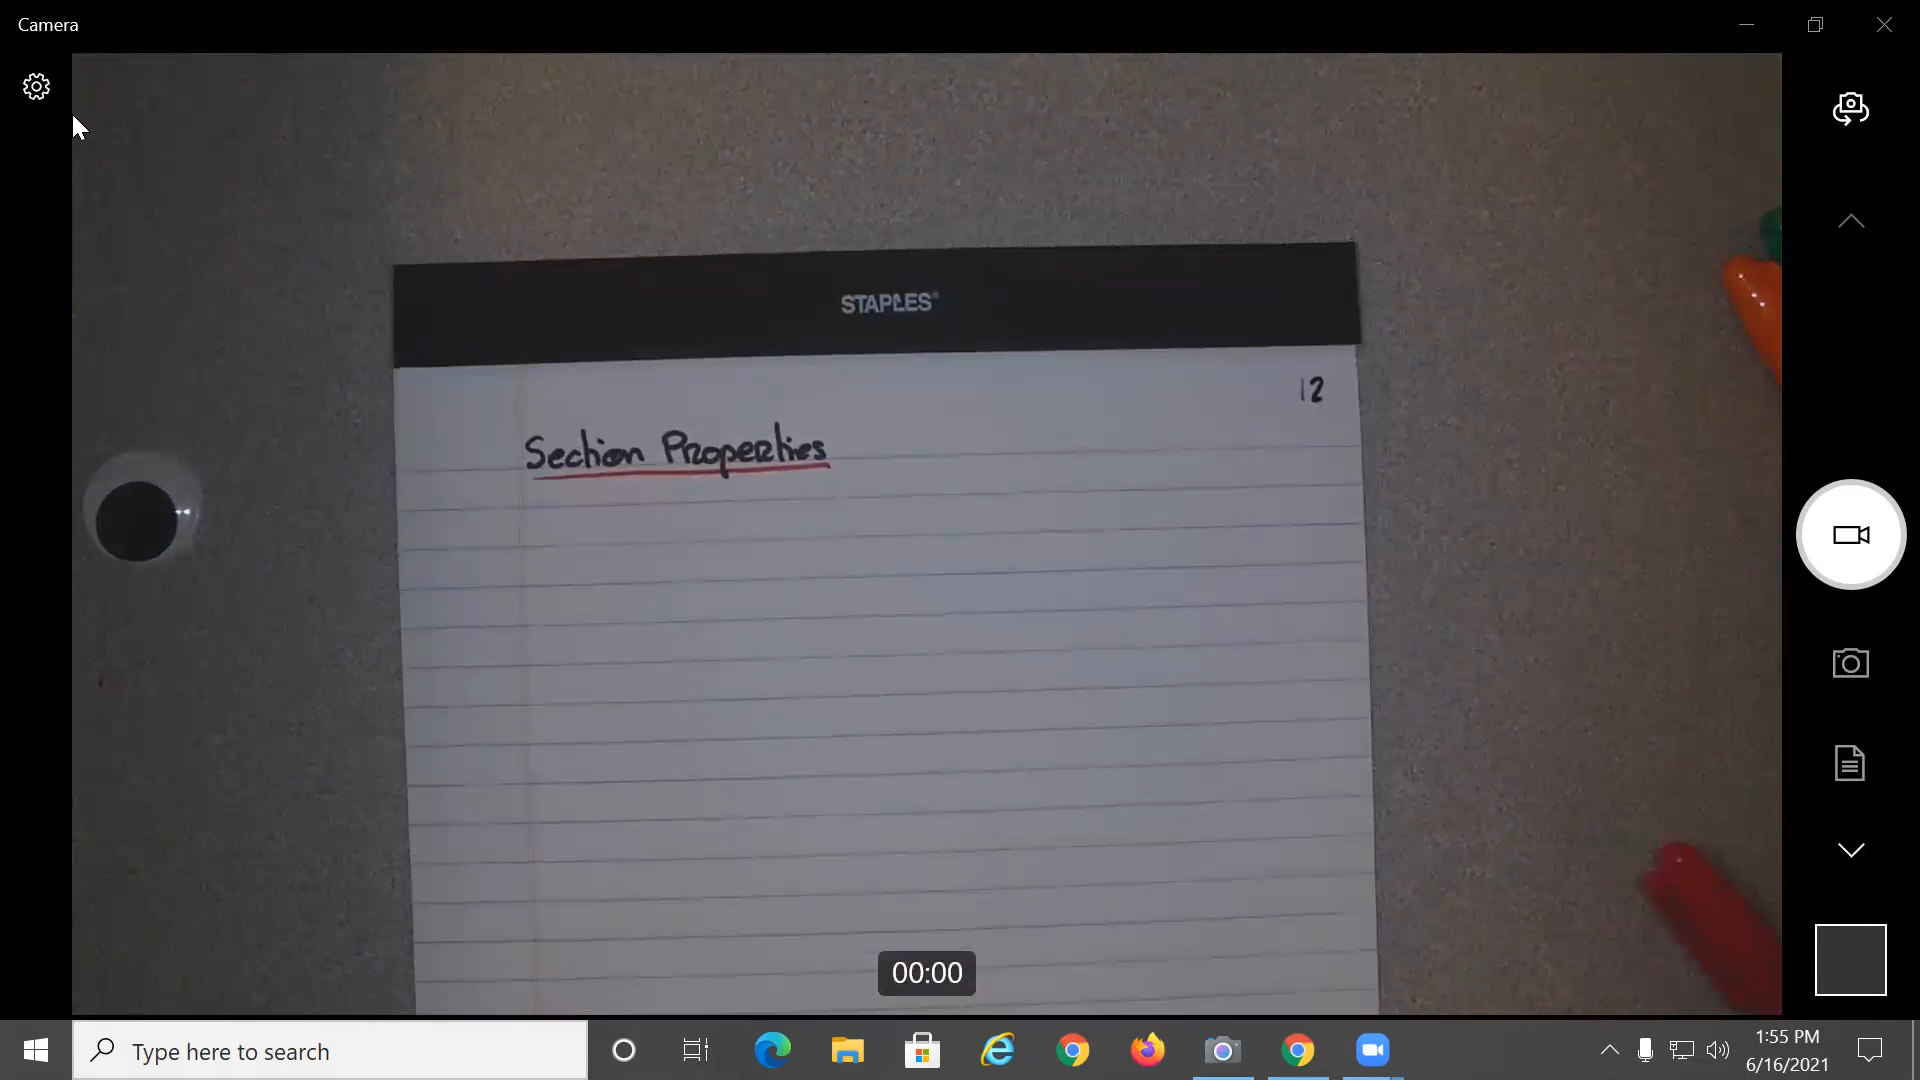 Camera
STAPLES®
12
Section Properties
00:00
Type here to search
1:55 PM
6/16/2021